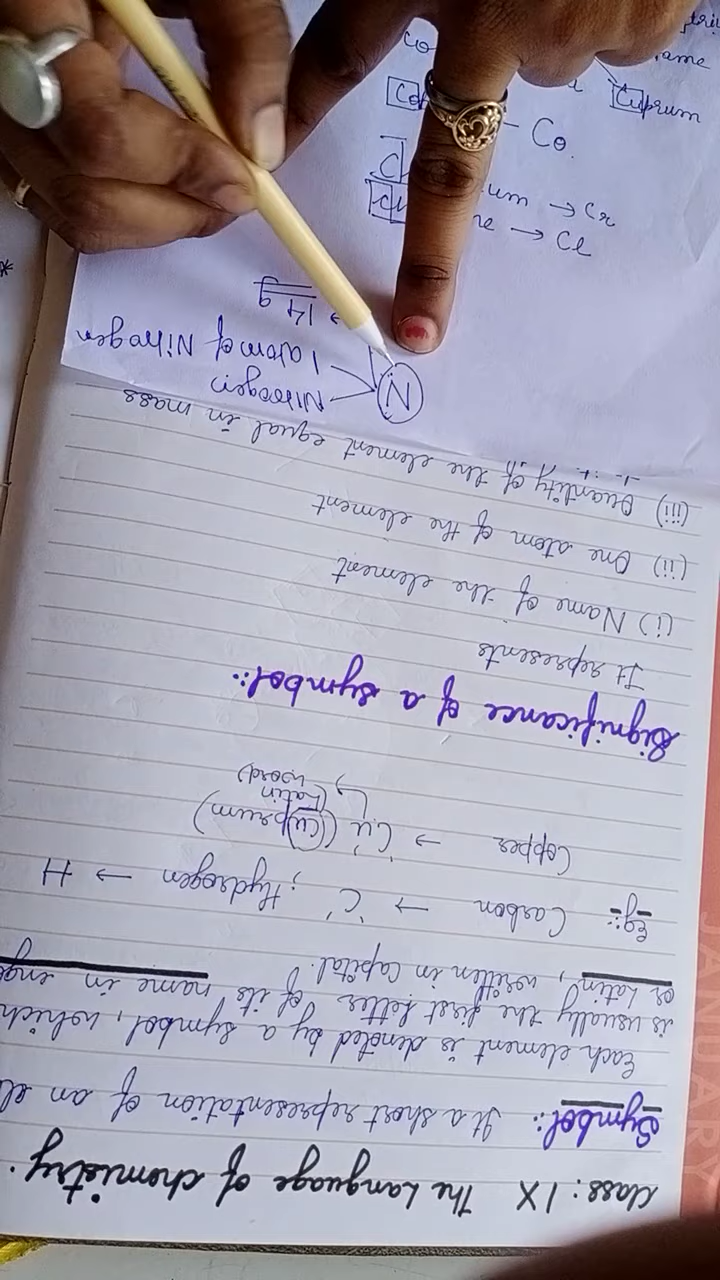 Class: IX The Language of chemistry.
Symbol:- It a short representation of an
Each element is denoted by a symbol, which
is usually the first letter of its name in
or Latin, written in Capital.
Eg:- Carbon → 'C' ; Hydrogen → H
Copper → 'Cu' (Cuprum)
↳ (Latin
word)
Significance of a symbol:-
It represents
(i) Name of the element
(ii) One atom of the element
(iii) Quantity of the element equal in mass
N Nitrogen
1 atom of Nitrogen
→ 14 g
← Cl
← Cr
Co.
Cuprum